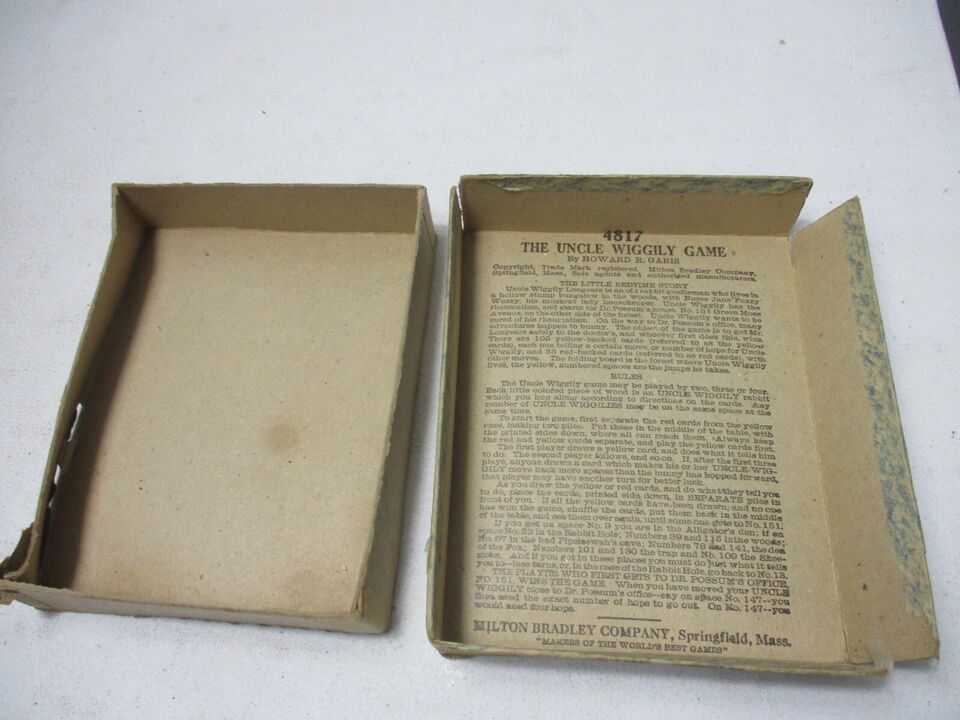 4817
THE UNCLE WIGGILY GAME
By HOWARD R. GARIS
Copyright, Trade Mark registered. Milton Bradley Company,
Springfield, Mass, Sole agents and authorized manufacturers.
THE LITTLE BEDTIME STORY
Uncle Wiggily Longears is an old rabbit gentleman who lives in
a hollow stump bungalow in the woods, with Nurse Jane Fuzzy
Wuzzy, his muskrat lady housekeeper. Uncle Wiggily has the
rheumatism, and starts for Dr. Possum's house No. 151 Green Moss
Avenue, on the other side of the forest. Uncle Wiggily wants to be
cured of his rheumatism. On the way to Dr. Possum's office, many
adventures happen to bunny. The object of the game is to get Mr.
Longears safely to the doctor's, and whoever first does this, wins.
There are 105 yellow-backed cards (referred to as the yellow
cards), each one telling a certain move, or number of hops for Uncle
Wiggily, and 35 red-backed cards (referred to as red cards), with
other moves. The folding board is the forest where Uncle Wiggily
lives, the yellow, numbered spaces are the jumps he takes.
RULES
The Uncle Wiggily game may be played by two, three or four.
Each little colored piece of wood is an UNCLE WIGGILY rabbit
which you hop along according to directions on the cards. Any
number of UNCLE WIGGILIES may be on the same space at the
same time.
To start the game, first separate the red cards from the yellow
ones, making two piles. Put these in the middle of the table, with
the printed sides down, where all can reach them. Always keep
the red and yellow cards separate, and play the yellow cards first.
The first player draws a yellow card, and does what it tells him
to do. The second player follows, and so on. If, after the first three
plays, anyone draws a card which makes his or her UNCLE WIG-
GILY move back more spaces than the bunny has hopped forward,
that player may have another turn for better luck.
As you draw the yellow or red cards, and do what they tell you
to do, place the cards, printed side down, in SEPARATE piles in
front of you. If all the yellow cards have been drawn, and no one
has won the game, shuffle the cards, put them back in the middle
of the table, and use them over again, until some one gets to No. 151.
If you get on space No. 9 you are in the Alligator's den; if on
space No. 22 in the Rabbit Hole; Numbers 39 and 115 in the woods;
No. 67 in the bad Pipsisewah's cave; Numbers 78 and 141, the den
of the Fox; Numbers 101 and 130 the trap and No. 109 the Skee-
zicks. And if you get in these places you must do just what it tells
you to—lose turns, or, in the case of the Rabbit Hole, go back to No. 13.
THE PLAYER WHO FIRST GETS TO DR. POSSUM'S OFFICE,
NO. 151, WINS THE GAME. When you have moved your UNCLE
WIGGILY close to Dr. Possum's office--say on space No. 147--you
then need the exact number of hops to go out. On No. 147--you
would need four hops.
MILTON BRADLEY COMPANY, Springfield, Mass.
"MAKERS OF THE WORLD'S BEST GAMES"